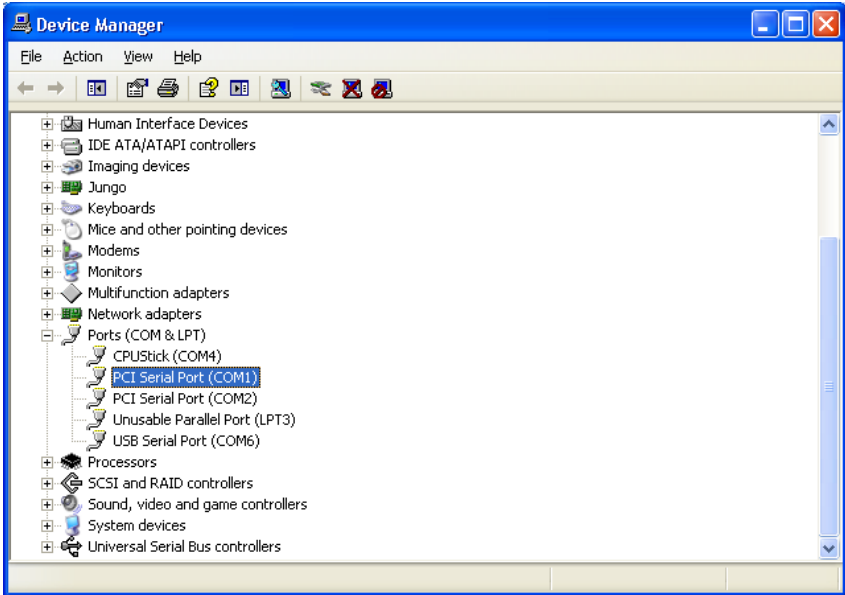 Device Manager
File Action View Help
Human Interface Devices
IDE ATA/ATAPI controllers
Imaging devices
Jungo
Keyboards
Mice and other pointing devices
Modems
Monitors
Multifunction adapters
Network adapters
Ports (COM & LPT)
CPUStick (COM4)
PCI Serial Port (COM1)
PCI Serial Port (COM2)
Unusable Parallel Port (LPT3)
USB Serial Port (COM6)
Processors
SCSI and RAID controllers
Sound, video and game controllers
System devices
Universal Serial Bus controllers